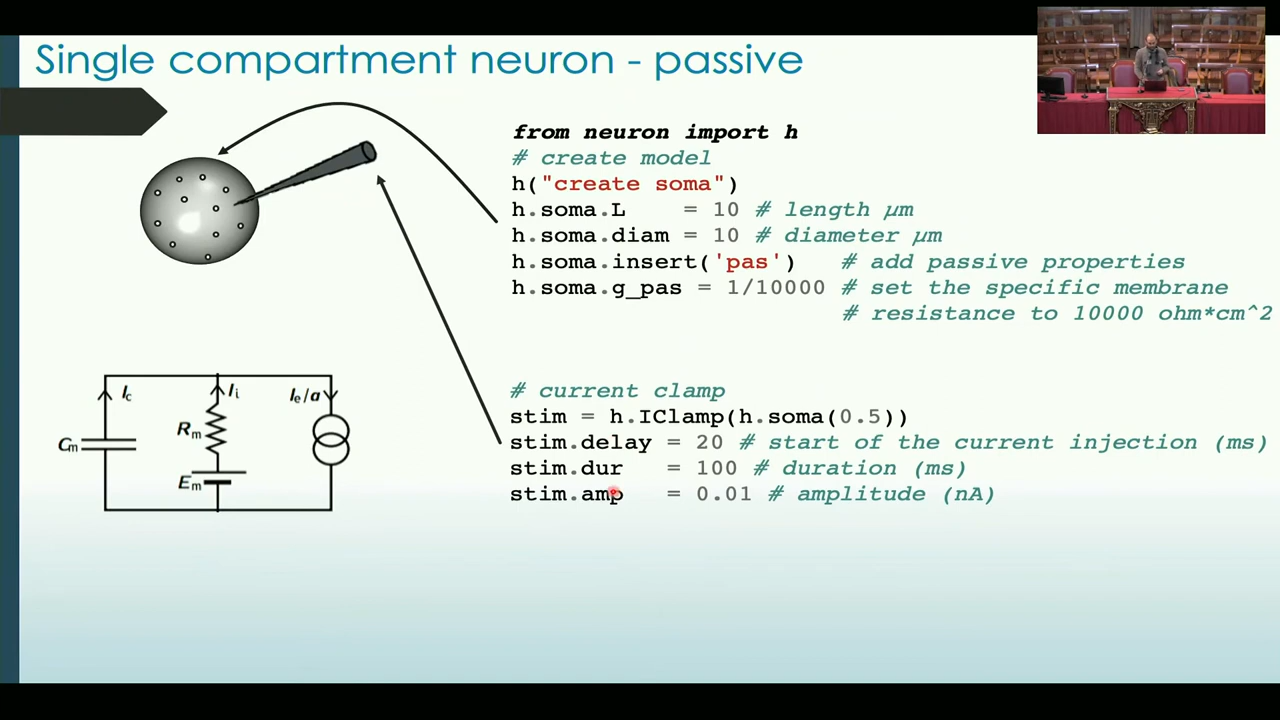 Single compartment neuron - passive
from neuron import h
# create model
h("create soma")
h.soma.L = 10 # length µm
h.soma.diam = 10 # diameter µm
h.soma.insert('pas') # add passive properties
h.soma.g_pas = 1/10000 # set the specific membrane
# resistance to 10000 ohm*cm^2
# current clamp
stim = h.IClamp(h.soma(0.5))
stim.delay = 20 # start of the current injection (ms)
stim.dur = 100 # duration (ms)
stim.amp = 0.01 # amplitude (nA)
Ic Ii Ie/a
Cm Rm
Em